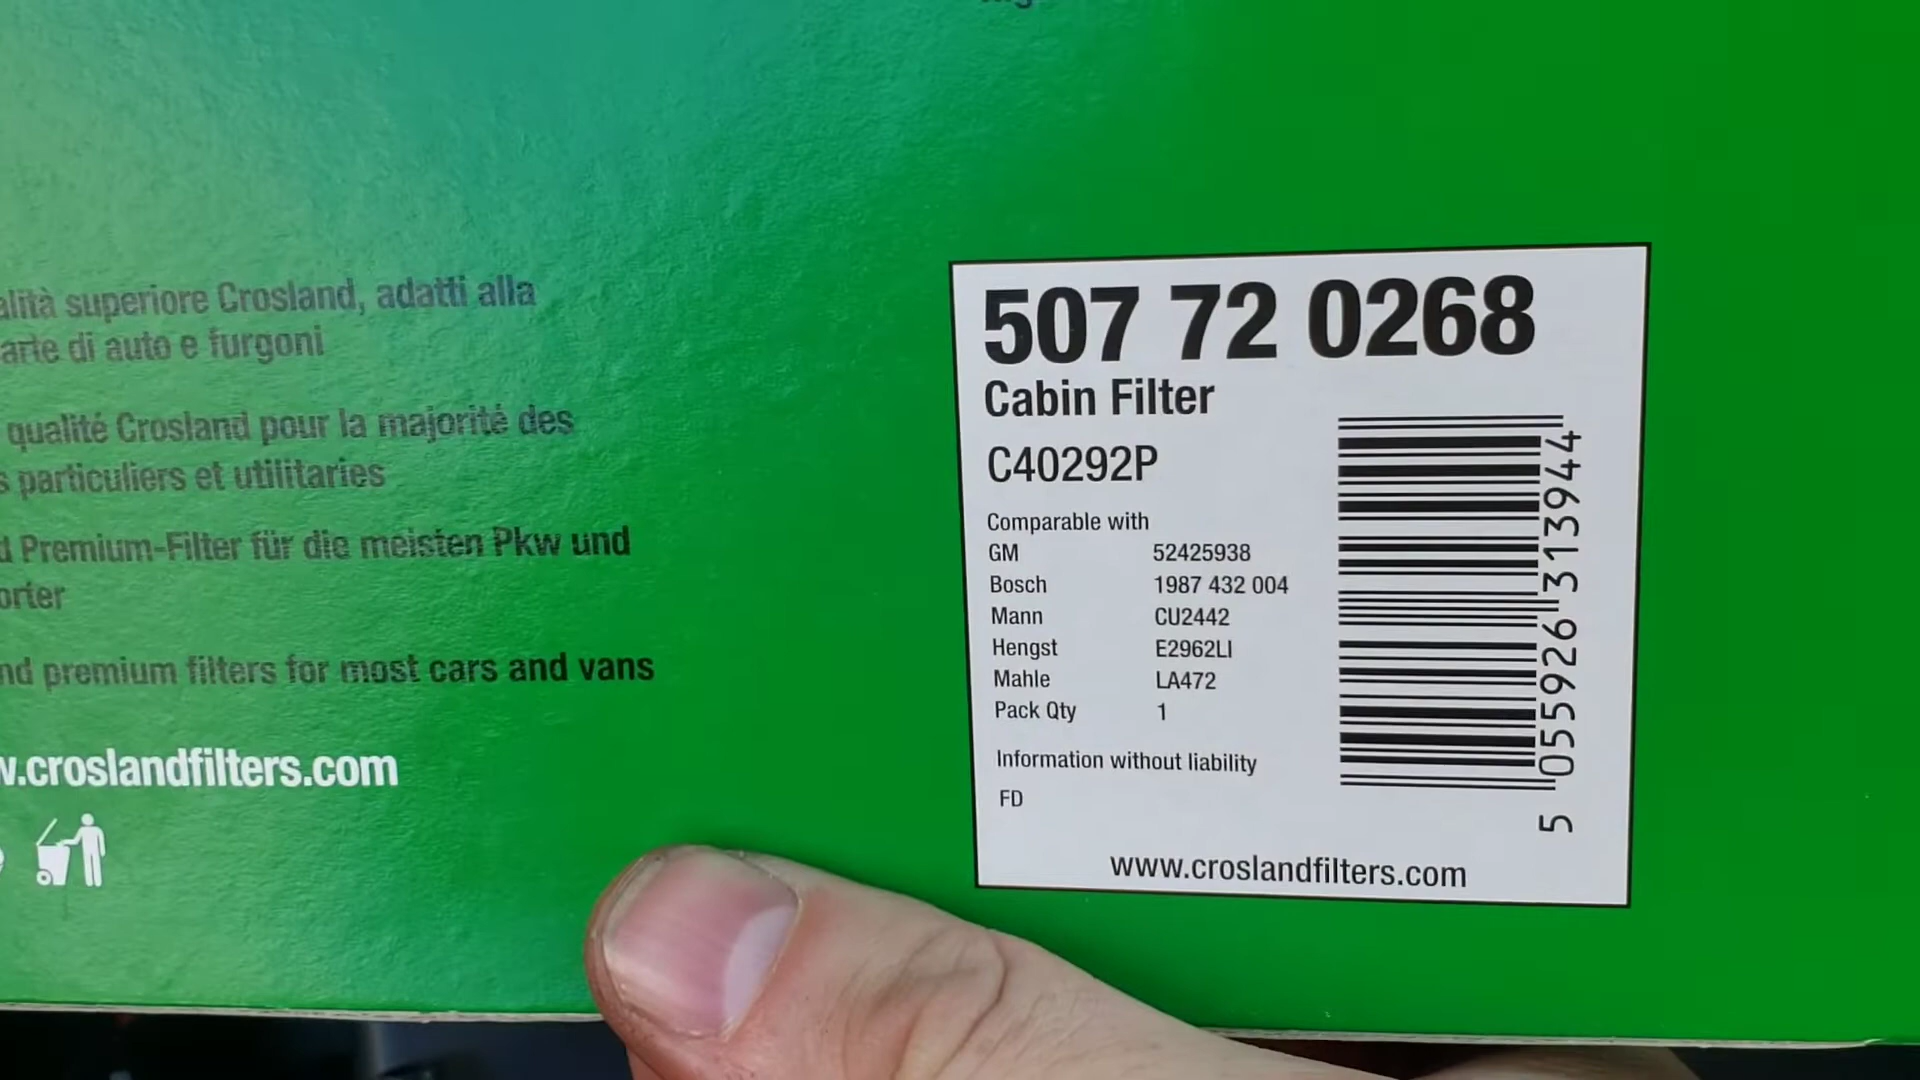 alità superiore Crosland, adatti alla
arte di auto e furgoni
qualité Crosland pour la majorité des
s particuliers et utilitaries
d Premium-Filter für die meisten Pkw und
orter
nd premium filters for most cars and vans
w.croslandfilters.com
507 72 0268
Cabin Filter
C40292P
Comparable with
GM 52425938
Bosch 1987 432 004
Mann CU2442
Hengst E2962LI
Mahle LA472
Pack Qty 1
Information without liability
FD
www.croslandfilters.com
5 055926 313944